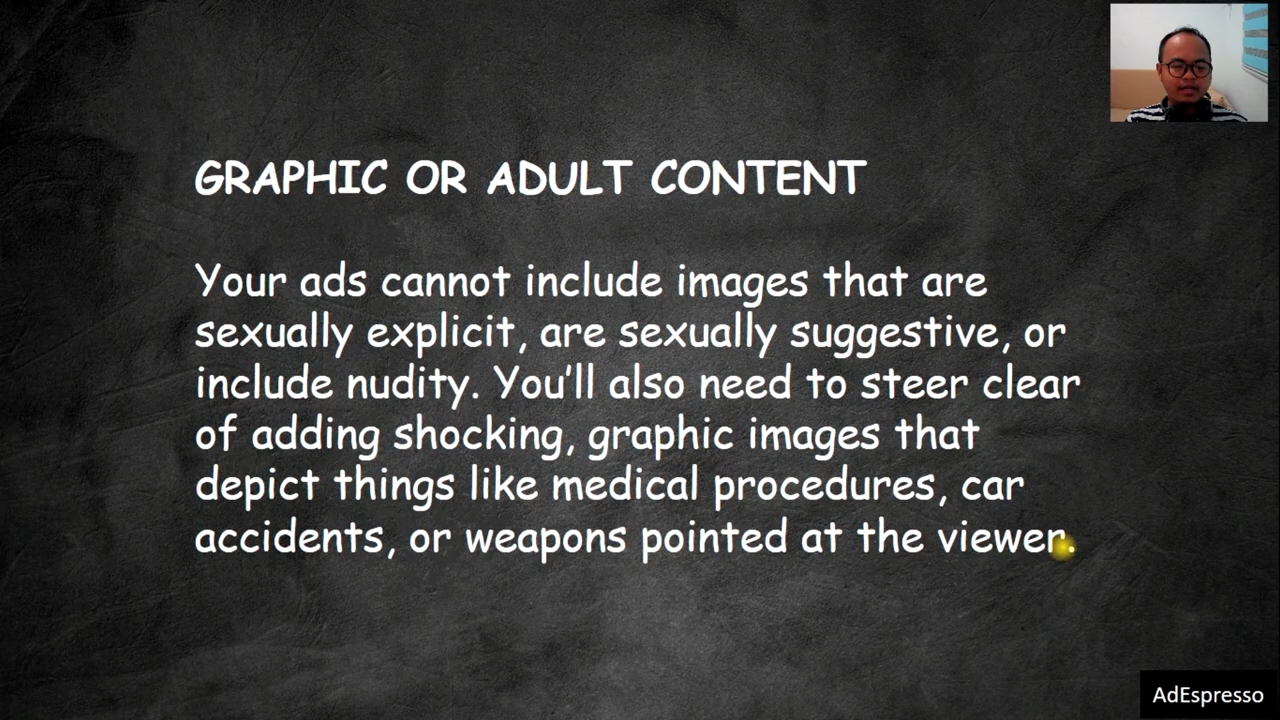 GRAPHIC OR ADULT CONTENT
Your ads cannot include images that are
sexually explicit, are sexually suggestive, or
include nudity. You’ll also need to steer clear
of adding shocking, graphic images that
depict things like medical procedures, car
accidents, or weapons pointed at the viewer.
AdEspresso